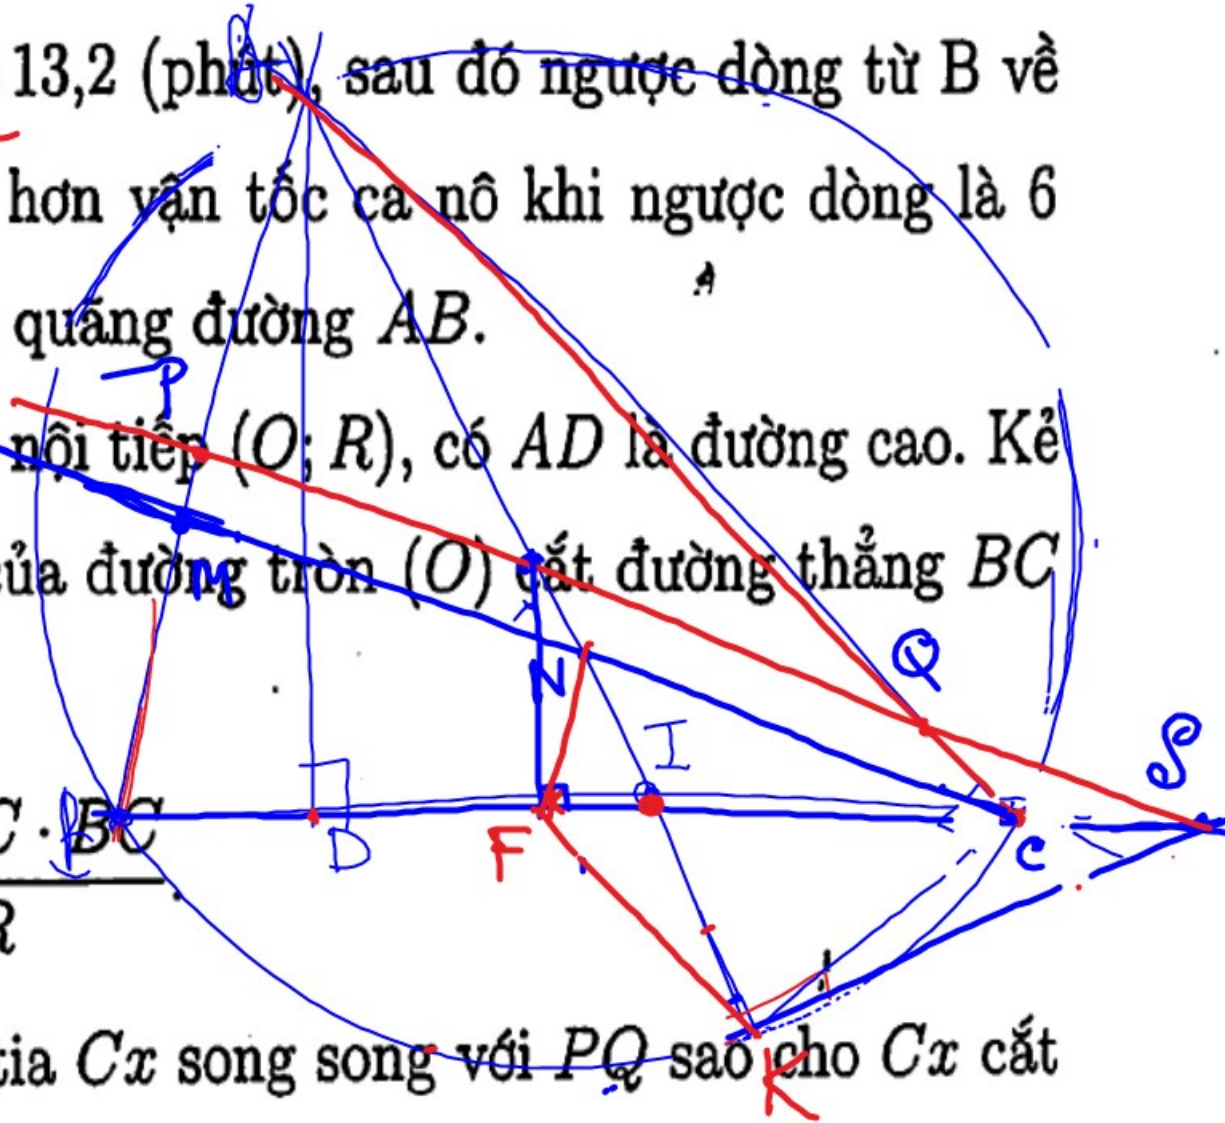 13,2 (phút), sau đó ngược dòng từ B về
hơn vận tốc ca nô khi ngược dòng là 6
A
quãng đường AB.
P
nội tiếp (O; R), có AD là đường cao. Kẻ
của đường tròn (O) cắt đường thẳng BC
M
N
Q
I
S
B
C · BC
D
F
C
R
tia Cx song song với PQ sao cho Cx cắt
K